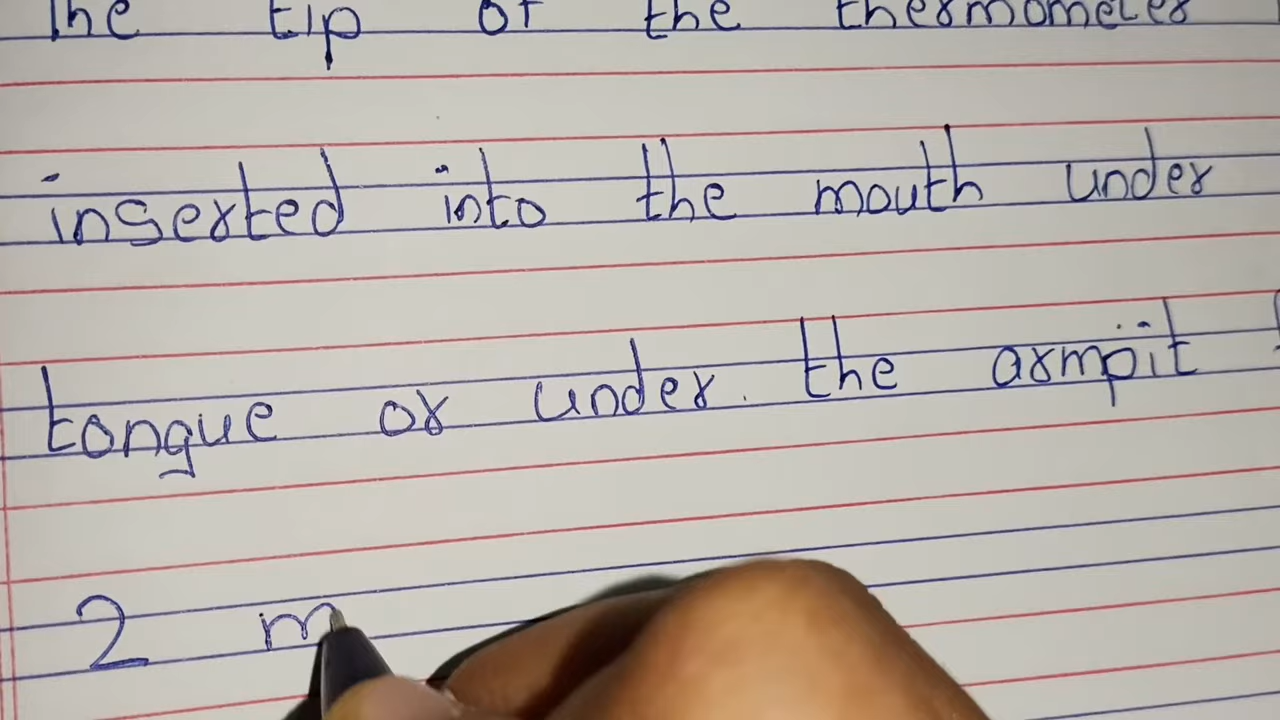 The tip of the thermometer
inserted into the mouth under
tongue or under. the armpit
2 m